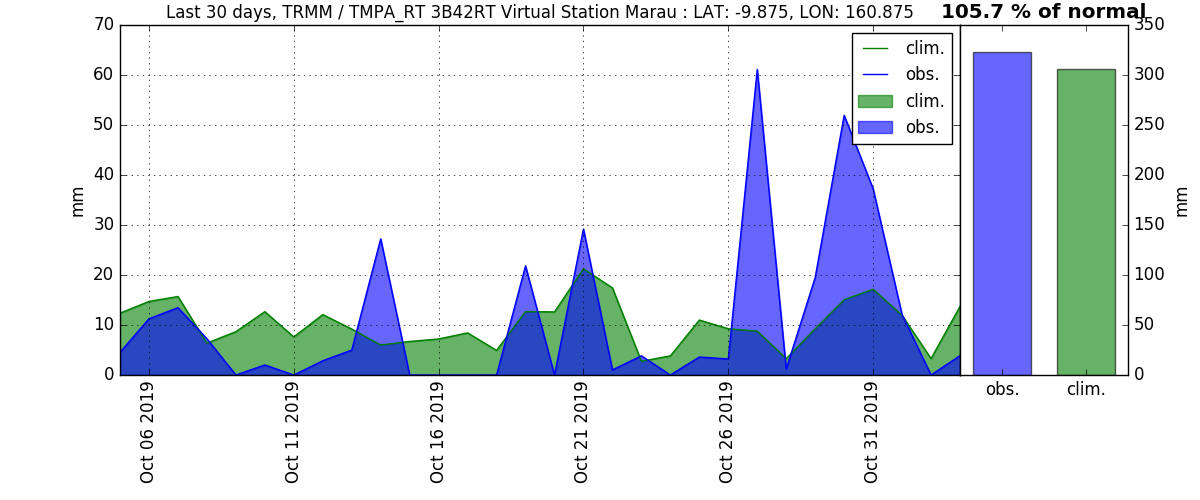 Last 30 days, TRMM / TMPA_RT 3B42RT Virtual Station Marau : LAT: -9.875, LON: 160.875
105.7 % of normal
70
60
50
40
30
20
10
0
mm
clim.
obs.
clim.
obs.
Oct 06 2019
Oct 11 2019
Oct 16 2019
Oct 21 2019
Oct 26 2019
Oct 31 2019
350
300
250
200
150
100
50
0
mm
obs.
clim.